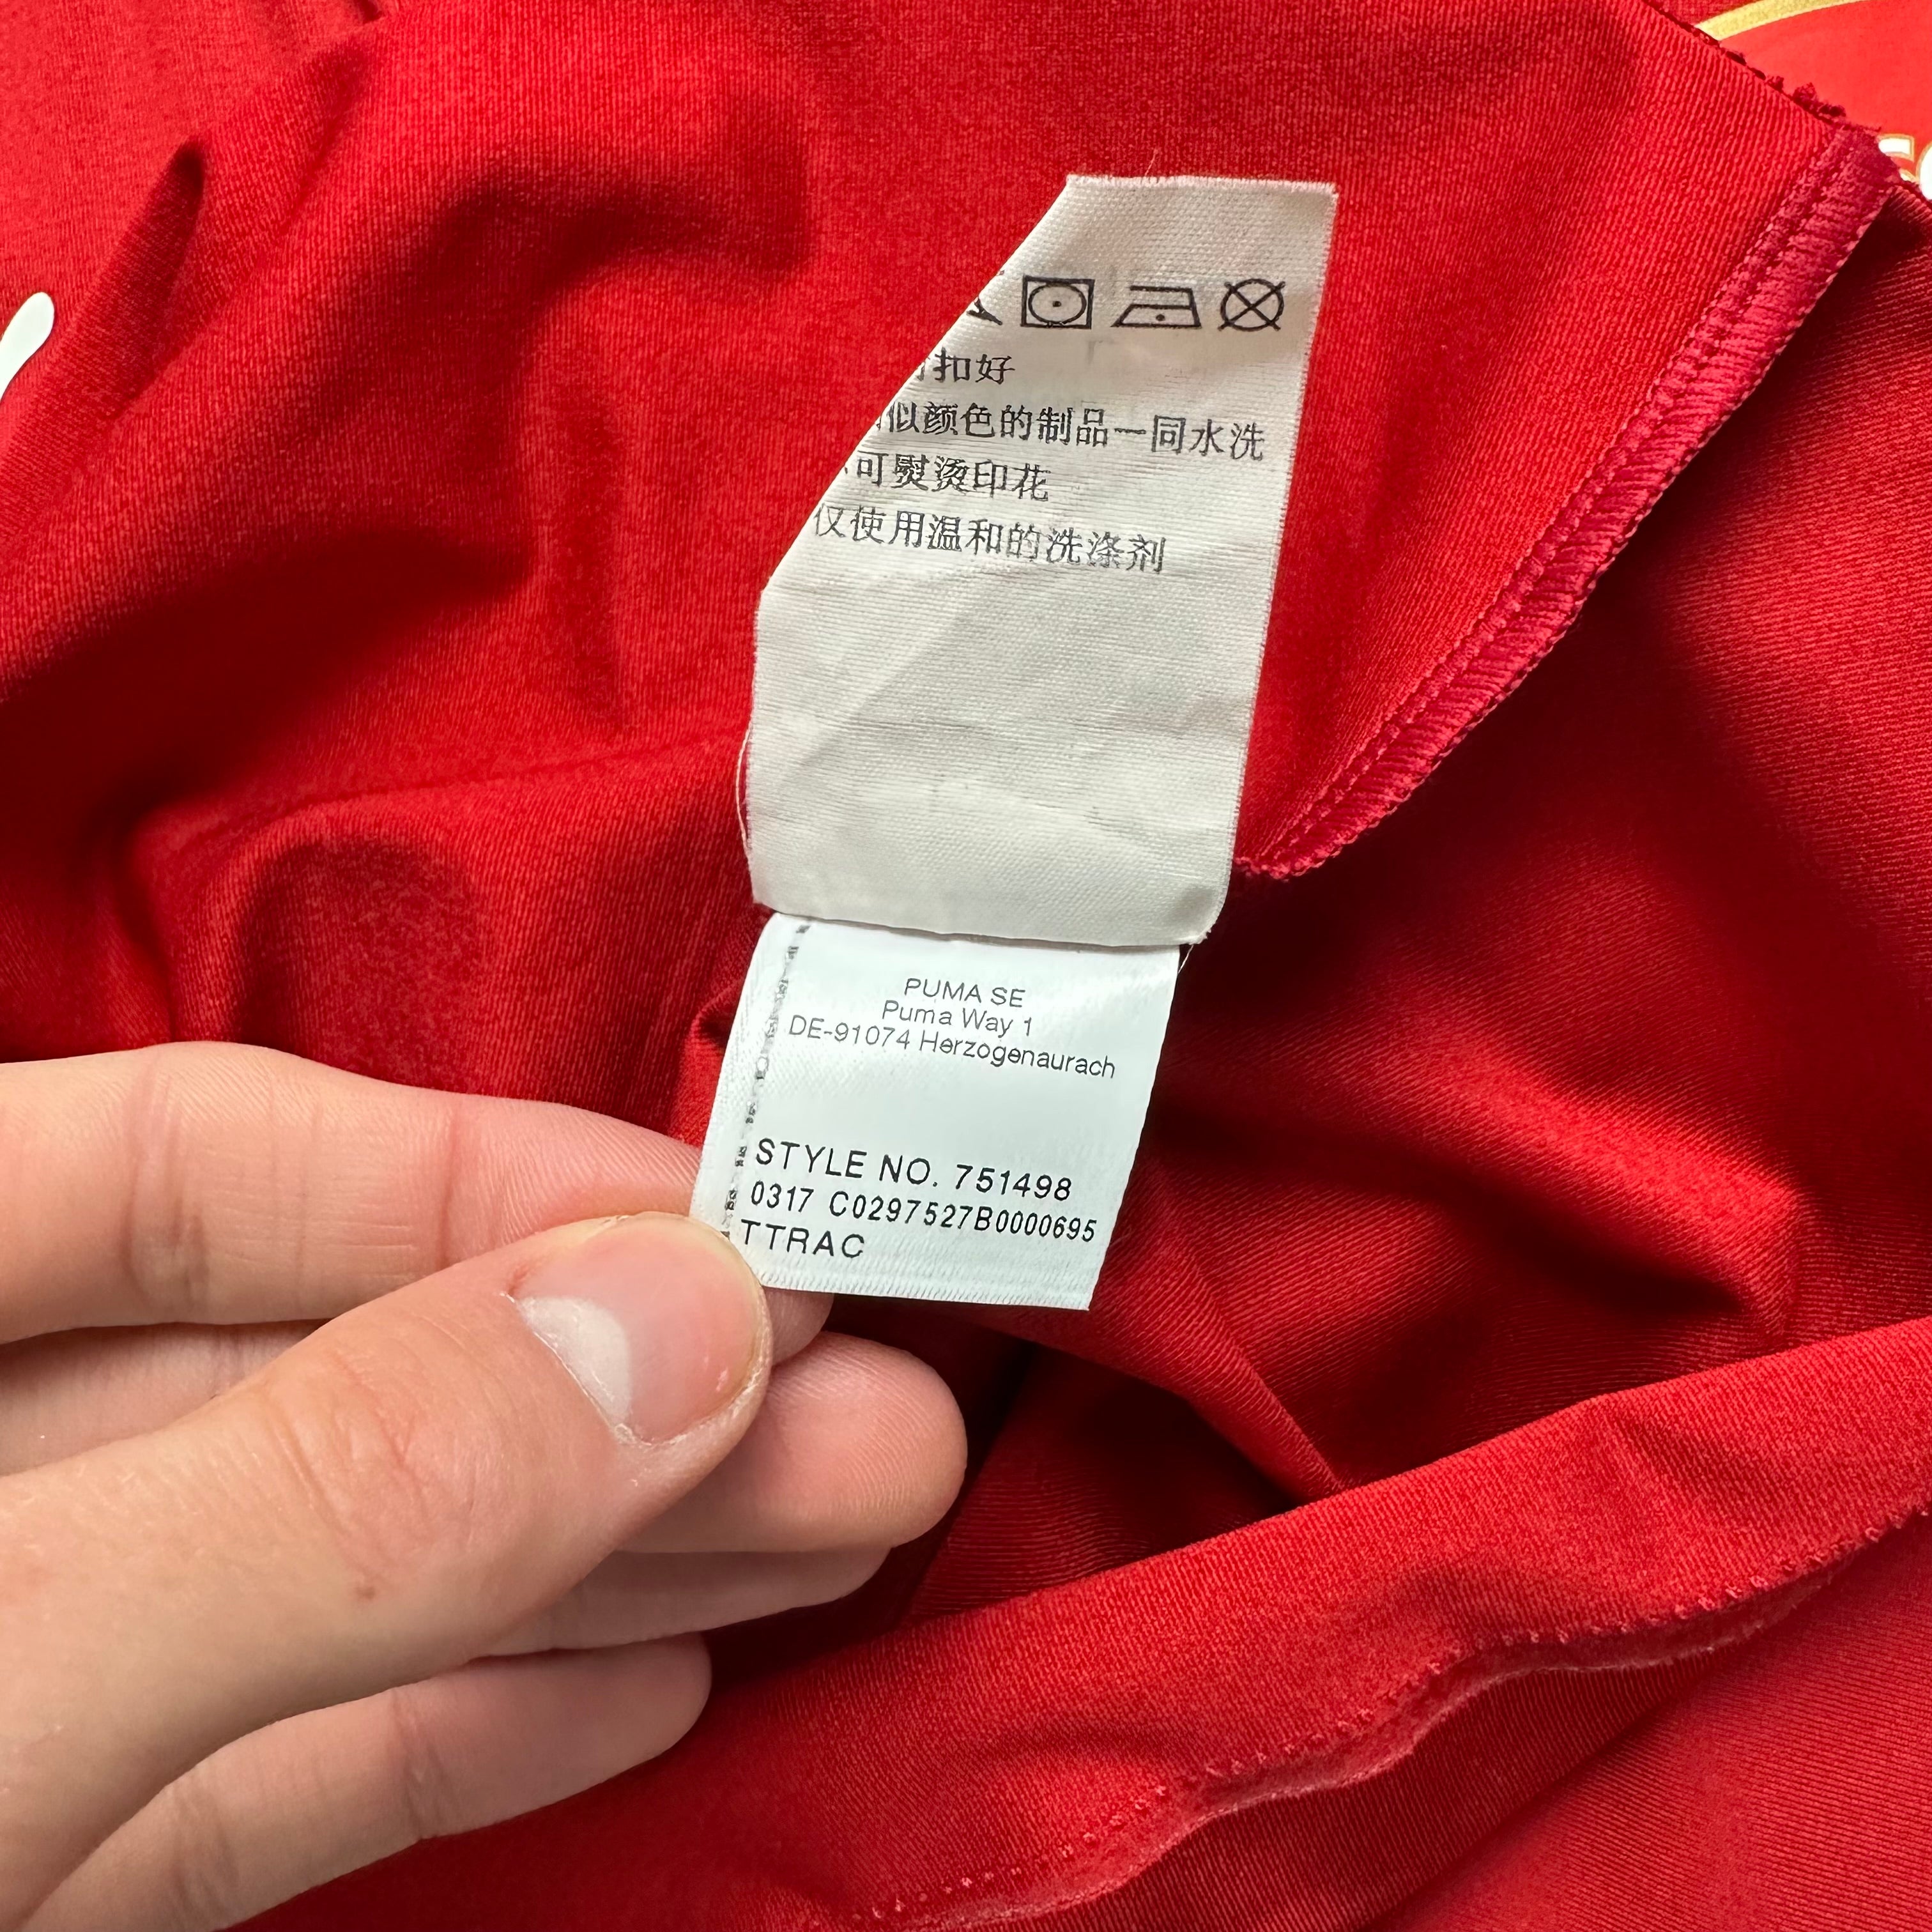 扣好
似颜色的制品一同水洗
可熨烫印花
仅使用温和的洗涤剂
PUMA SE
Puma Way 1
DE-91074 Herzogenaurach
STYLE NO. 751498
0317 C0297527B0000695
TTRAC